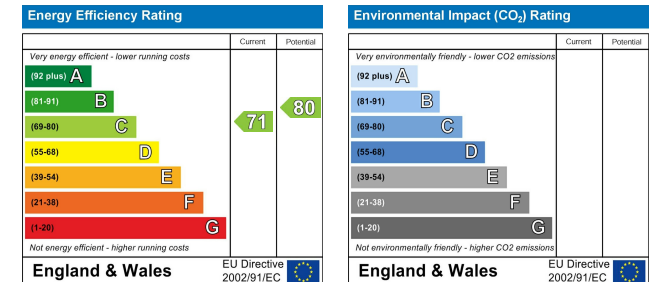 Energy Efficiency Rating
Current Potential
Very energy efficient - lower running costs
(92 plus) A
(81-91) B
(69-80) C
(55-68) D
(39-54) E
(21-38) F
(1-20) G
71
80
Not energy efficient - higher running costs
England & Wales
EU Directive
2002/91/EC
Environmental Impact (CO₂) Rating
Current Potential
Very environmentally friendly - lower CO2 emissions
(92 plus) A
(81-91) B
(69-80) C
(55-68) D
(39-54) E
(21-38) F
(1-20) G
Not environmentally friendly - higher CO2 emissions
England & Wales
EU Directive
2002/91/EC